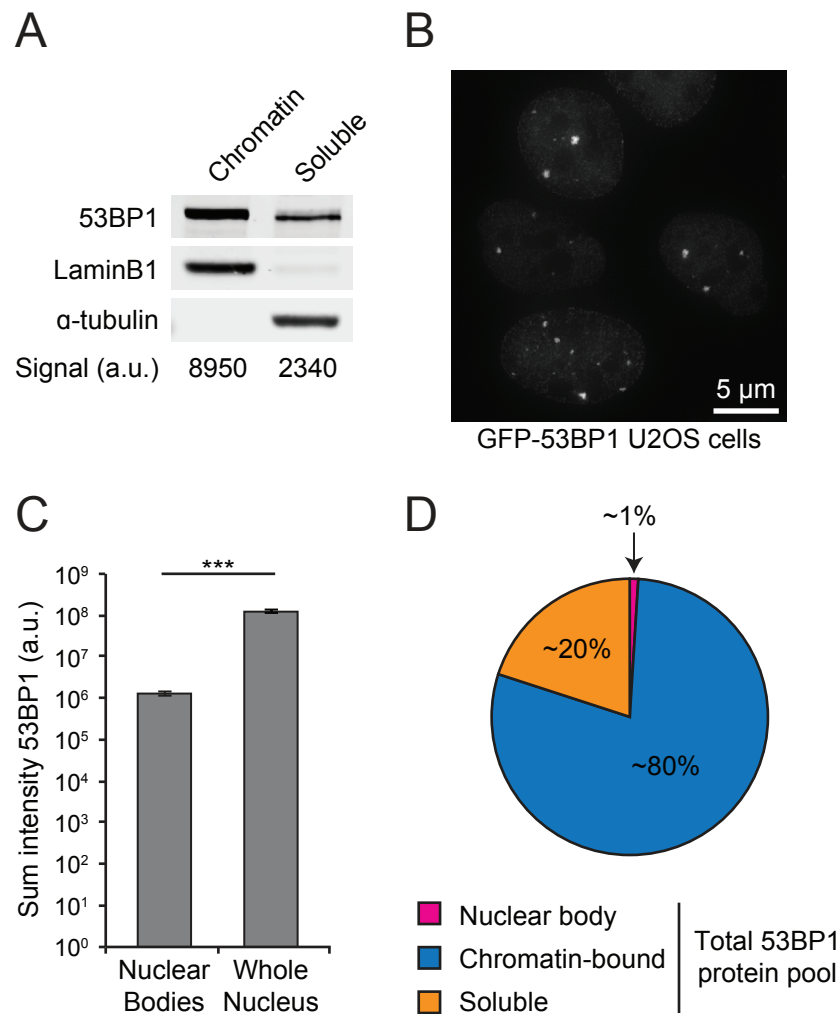 A
Chromatin
Soluble
53BP1
LaminB1
α-tubulin
Signal (a.u.) 8950 2340
B
5 µm
GFP-53BP1 U2OS cells
C
***
Sum intensity 53BP1 (a.u.)
10⁹
10⁸
10⁷
10⁶
10⁵
10⁴
10³
10²
10¹
10⁰
Nuclear
Bodies
Whole
Nucleus
D
~1%
~20%
~80%
Nuclear body
Chromatin-bound
Soluble
Total 53BP1
protein pool